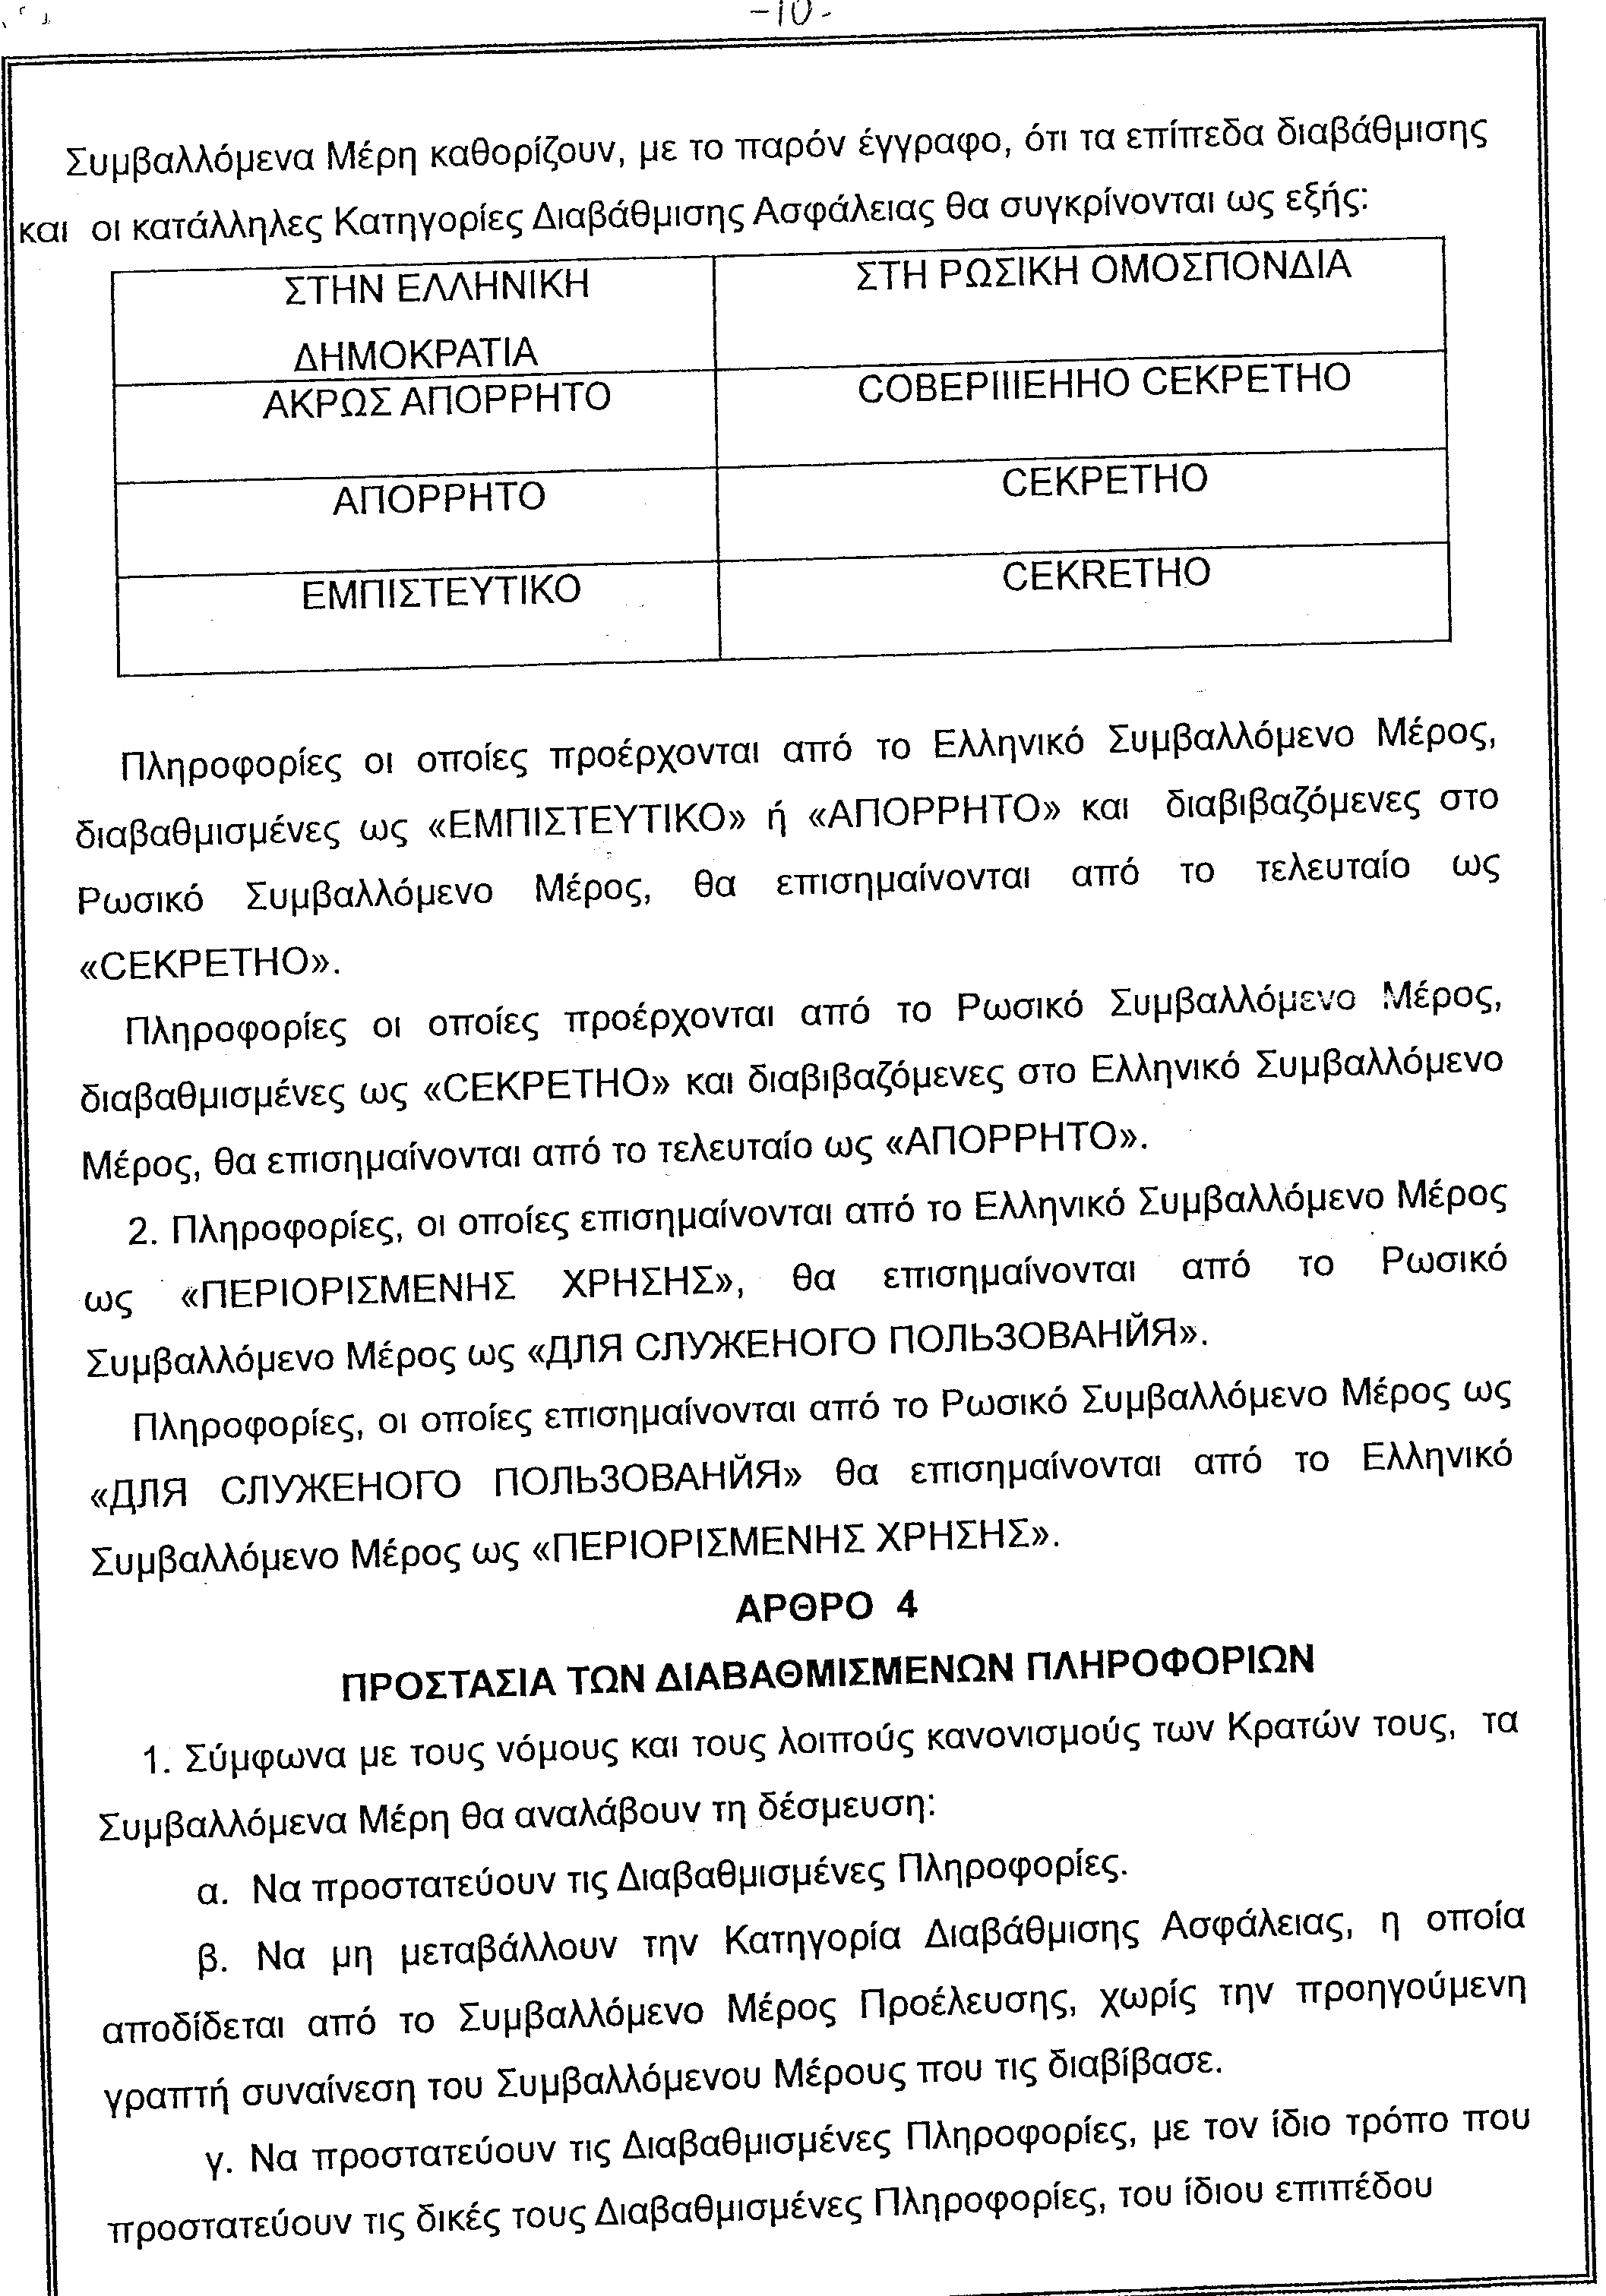 -10-
Συμβαλλόμενα Μέρη καθορίζουν, με το παρόν έγγραφο, ότι τα επίπεδα διαβάθμισης
και οι κατάλληλες Κατηγορίες Διαβάθμισης Ασφάλειας θα συγκρίνονται ως εξής:
ΣΤΗΝ ΕΛΛΗΝΙΚΗ
ΔΗΜΟΚΡΑΤΙΑ
ΣΤΗ ΡΩΣΙΚΗ ΟΜΟΣΠΟΝΔΙΑ
ΑΚΡΩΣ ΑΠΟΡΡΗΤΟ
СОВЕРIIIЕННО СЕКРЕТНО
ΑΠΟΡΡΗΤΟ
СЕКРЕТНО
ΕΜΠΙΣΤΕΥΤΙΚΟ
СЕКRЕТНО
Πληροφορίες οι οποίες προέρχονται από το Ελληνικό Συμβαλλόμενο Μέρος,
διαβαθμισμένες ως «ΕΜΠΙΣΤΕΥΤΙΚΟ» ή «ΑΠΟΡΡΗΤΟ» και διαβιβαζόμενες στο
Ρωσικό Συμβαλλόμενο Μέρος, θα επισημαίνονται από το τελευταίο ως
«СЕКРЕТНО».
Πληροφορίες οι οποίες προέρχονται από το Ρωσικό Συμβαλλόμενο Μέρος,
διαβαθμισμένες ως «СЕКРЕТНО» και διαβιβαζόμενες στο Ελληνικό Συμβαλλόμενο
Μέρος, θα επισημαίνονται από το τελευταίο ως «ΑΠΟΡΡΗΤΟ».
2. Πληροφορίες, οι οποίες επισημαίνονται από το Ελληνικό Συμβαλλόμενο Μέρος
ως «ΠΕΡΙΟΡΙΣΜΕΝΗΣ ΧΡΗΣΗΣ», θα επισημαίνονται από το Ρωσικό
Συμβαλλόμενο Μέρος ως «ДЛЯ СЛУЖЕНОГО ПОЛЬЗОВАНЙЯ».
Πληροφορίες, οι οποίες επισημαίνονται από το Ρωσικό Συμβαλλόμενο Μέρος ως
«ДЛЯ СЛУЖЕНОГО ПОЛЬЗОВАНЙЯ» θα επισημαίνονται από το Ελληνικό
Συμβαλλόμενο Μέρος ως «ΠΕΡΙΟΡΙΣΜΕΝΗΣ ΧΡΗΣΗΣ».
ΑΡΘΡΟ 4
ΠΡΟΣΤΑΣΙΑ ΤΩΝ ΔΙΑΒΑΘΜΙΣΜΕΝΩΝ ΠΛΗΡΟΦΟΡΙΩΝ
1. Σύμφωνα με τους νόμους και τους λοιπούς κανονισμούς των Κρατών τους, τα
Συμβαλλόμενα Μέρη θα αναλάβουν τη δέσμευση:
α. Να προστατεύουν τις Διαβαθμισμένες Πληροφορίες.
β. Να μη μεταβάλλουν την Κατηγορία Διαβάθμισης Ασφάλειας, η οποία
αποδίδεται από το Συμβαλλόμενο Μέρος Προέλευσης, χωρίς την προηγούμενη
γραπτή συναίνεση του Συμβαλλόμενου Μέρους που τις διαβίβασε.
γ. Να προστατεύουν τις Διαβαθμισμένες Πληροφορίες, με τον ίδιο τρόπο που
προστατεύουν τις δικές τους Διαβαθμισμένες Πληροφορίες, του ίδιου επιπέδου